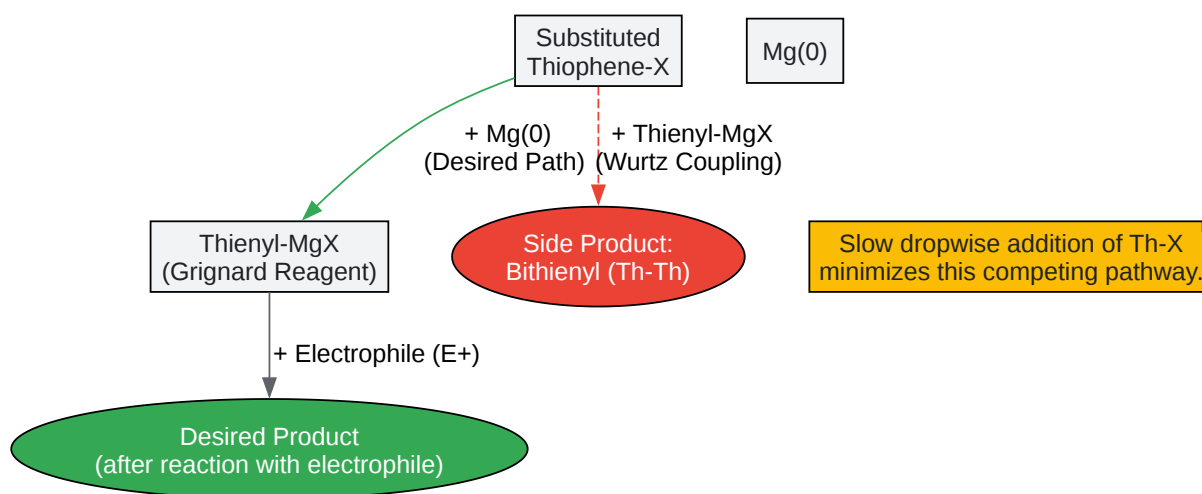 Substituted
Thiophene-X
Mg(0)
+ Mg(0)
(Desired Path)
+ Thienyl-MgX
(Wurtz Coupling)
Thienyl-MgX
(Grignard Reagent)
Side Product:
Bithienyl (Th-Th)
Slow dropwise addition of Th-X
minimizes this competing pathway.
+ Electrophile (E+)
Desired Product
(after reaction with electrophile)